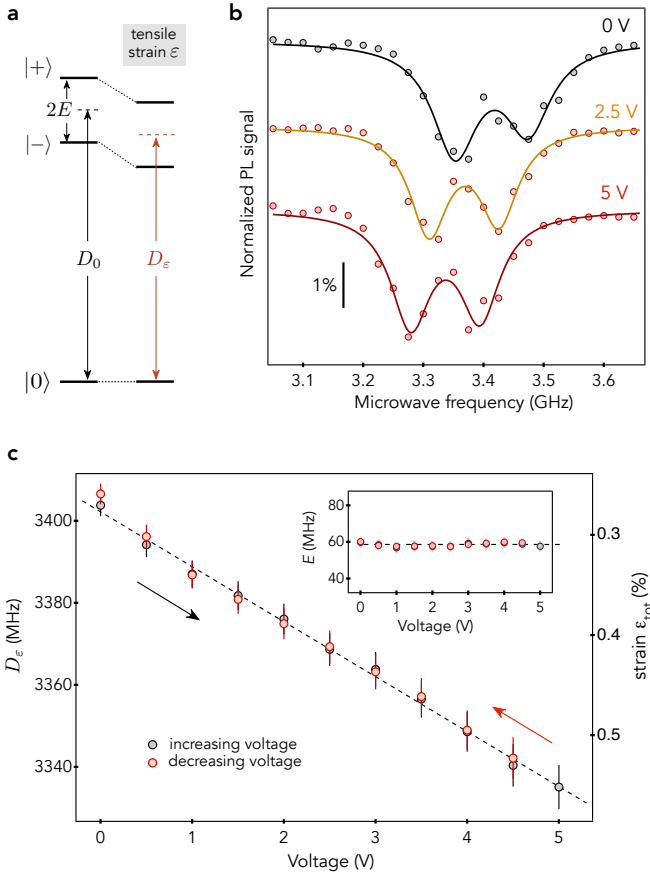 a
tensile
strain ε
|+⟩
2E
|−⟩
D₀
Dε
|0⟩
b
Normalized PL signal
0 V
2.5 V
5 V
1%
3.1
3.3
3.4
3.5
3.6
Microwave frequency (GHz)
c
Dε (MHz)
3400
3380
3360
3340
0
1
2
3
4
5
Voltage (V)
increasing voltage
decreasing voltage
strain εtot (%)
0.3
0.4
0.5
E (MHz)
80
60
40
0
1
2
3
4
5
Voltage (V)